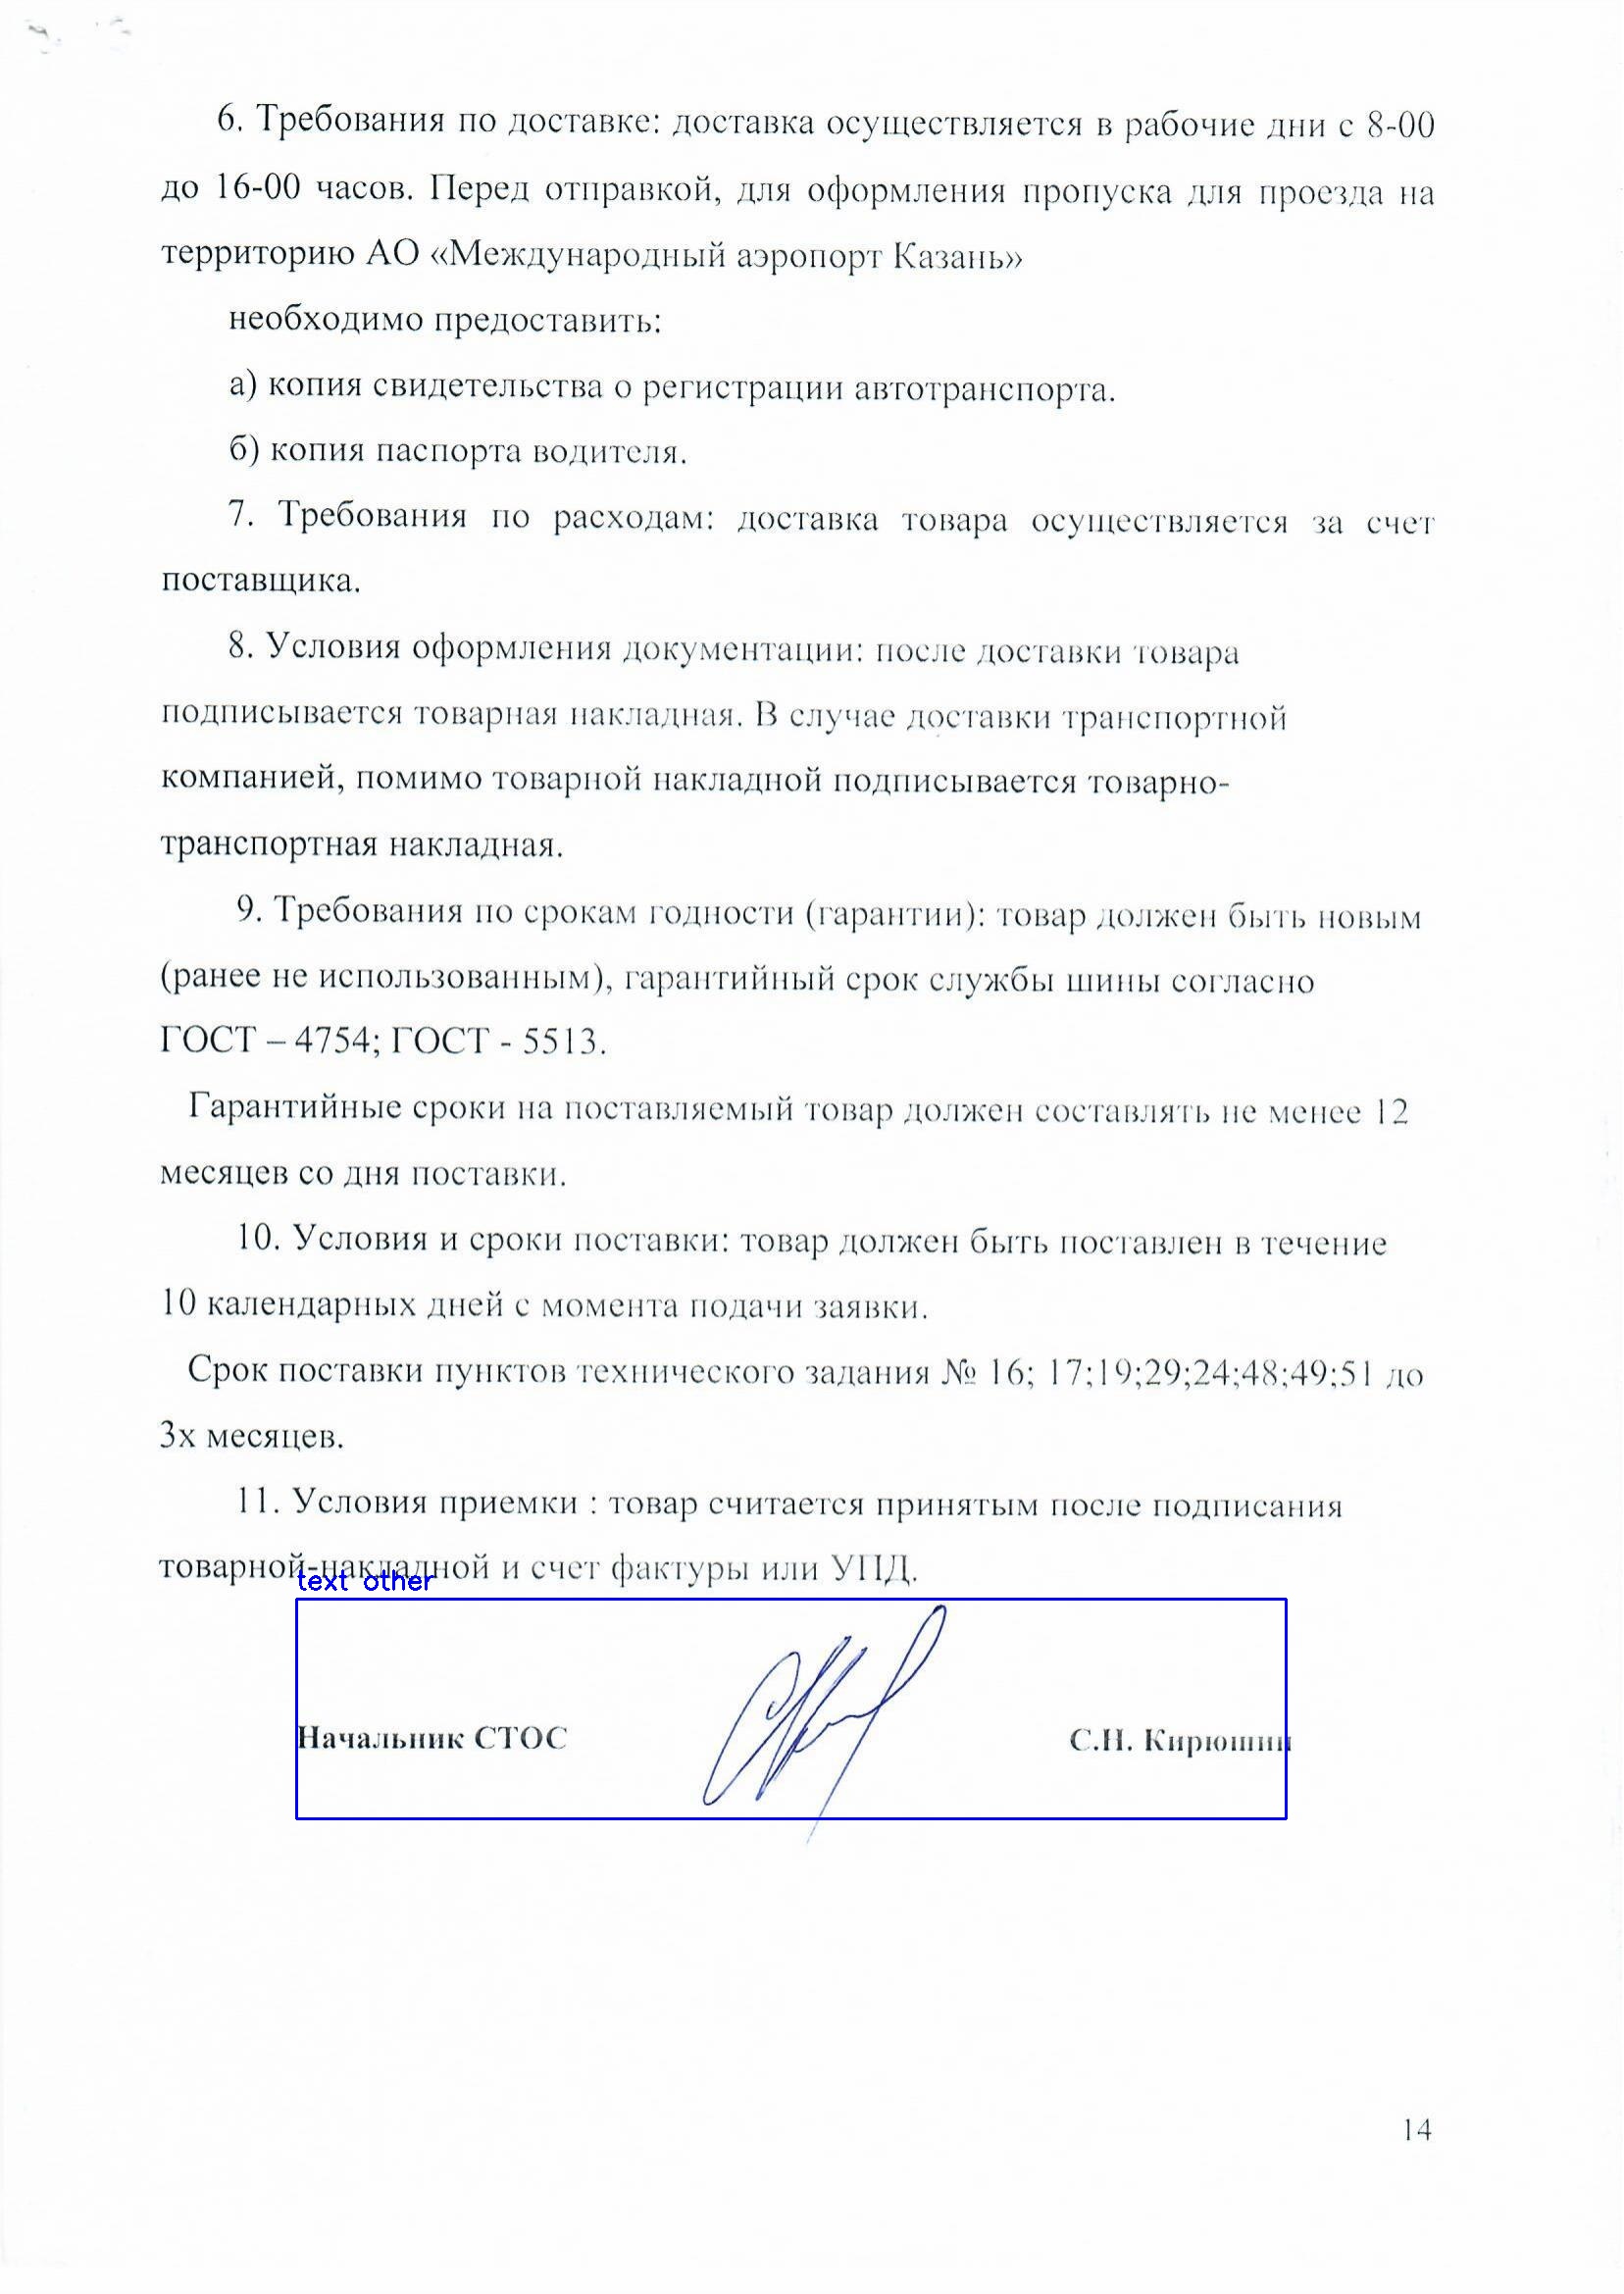 6. Требования по доставке: доставка осуществляется в рабочие дни с 8-00
до 16-00 часов. Перед отправкой, для оформления пропуска для проезда на
территорию АО «Международный аэропорт Казань»
необходимо предоставить:
а) копия свидетельства о регистрации автотранспорта.
б) копия паспорта водителя.
7. Требования по расходам: доставка товара осуществляется за счет
поставщика.
8. Условия оформления документации: после доставки товара
подписывается товарная накладная. В случае доставки транспортной
компанией, помимо товарной накладной подписывается товарно-
транспортная накладная.
9. Требования по срокам годности (гарантии): товар должен быть новым
(ранее не использованным), гарантийный срок службы шины согласно
ГОСТ – 4754; ГОСТ - 5513.
Гарантийные сроки на поставляемый товар должен составлять не менее 12
месяцев со дня поставки.
10. Условия и сроки поставки: товар должен быть поставлен в течение
10 календарных дней с момента подачи заявки.
Срок поставки пунктов технического задания № 16; 17;19;29;24;48;49;51 до
3х месяцев.
11. Условия приемки : товар считается принятым после подписания
товарной-накладной и счет фактуры или УПД.
text other
Начальник СТОС С.Н. Кирюшин
14